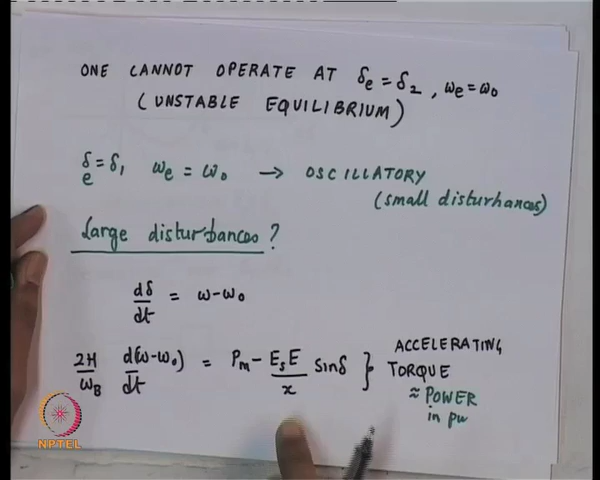 ONE CANNOT OPERATE AT δe = δ2, ωe = ω0
(UNSTABLE EQUILIBRIUM)
δe = δ1 ωe = ω0 → OSCILLATORY
(small disturbances)
Large disturbances?
dδ/dt = ω-ω0
2H/ωB d(ω-ω0)/dt = Pm - EsE/x sinδ } ACCELERATING
TORQUE
≈ POWER
in pu
NPTEL